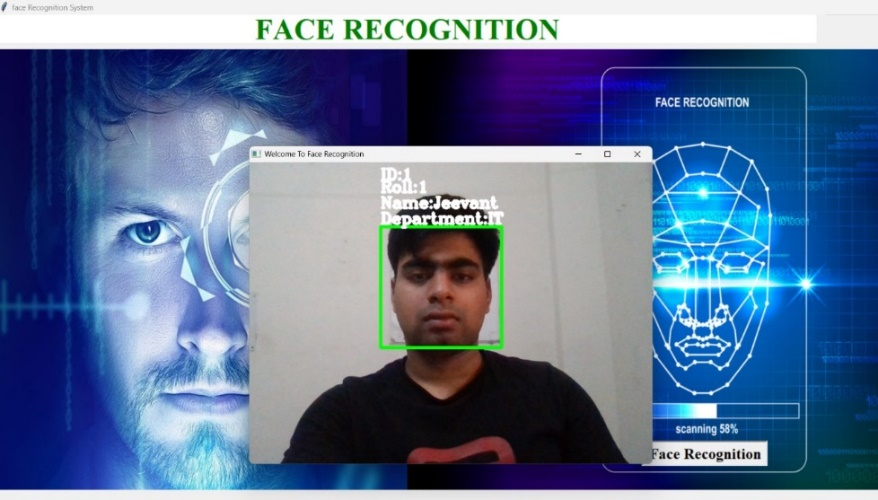 Face Recognition System
FACE RECOGNITION
FACE RECOGNITION
Welcome To Face Recognition
ID:1
Roll:1
Name:Jeevant
Department:IT
scanning 58%
Face Recognition